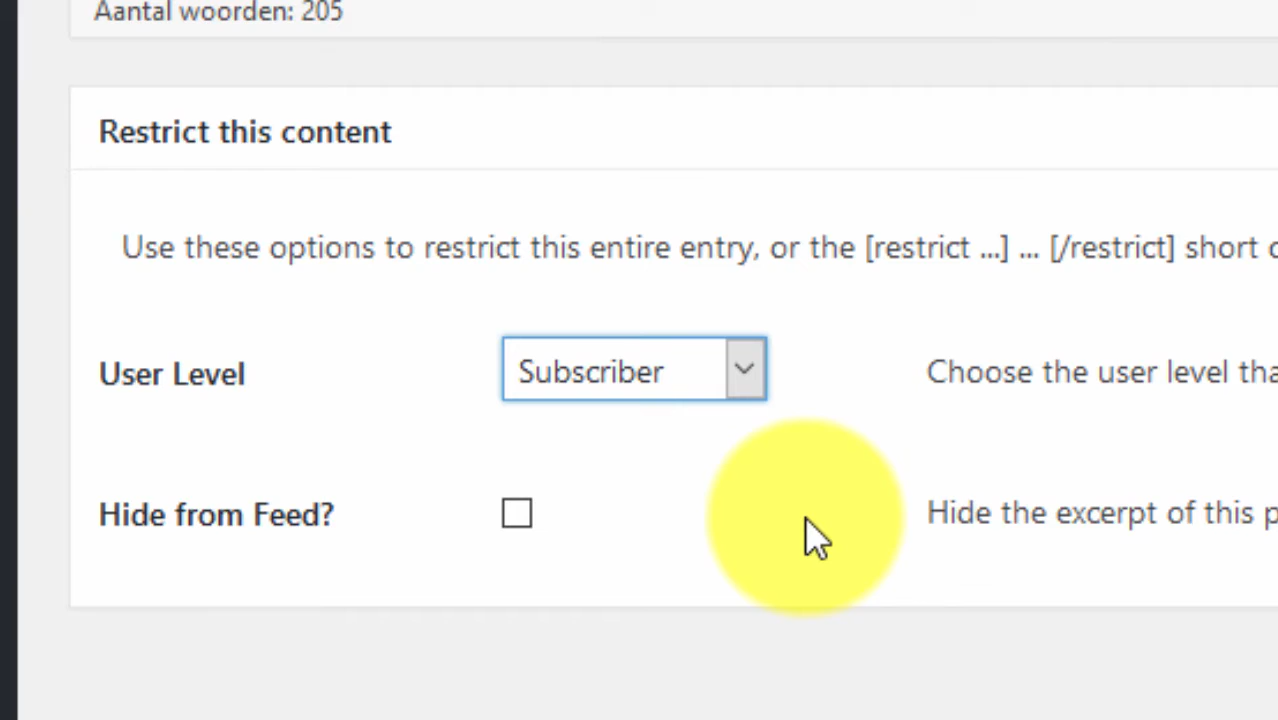 Aantal woorden: 205
Restrict this content
Use these options to restrict this entire entry, or the [restrict ...] ... [/restrict] short
User Level
Subscriber
Choose the user level
Hide from Feed?
Hide the excerpt of this